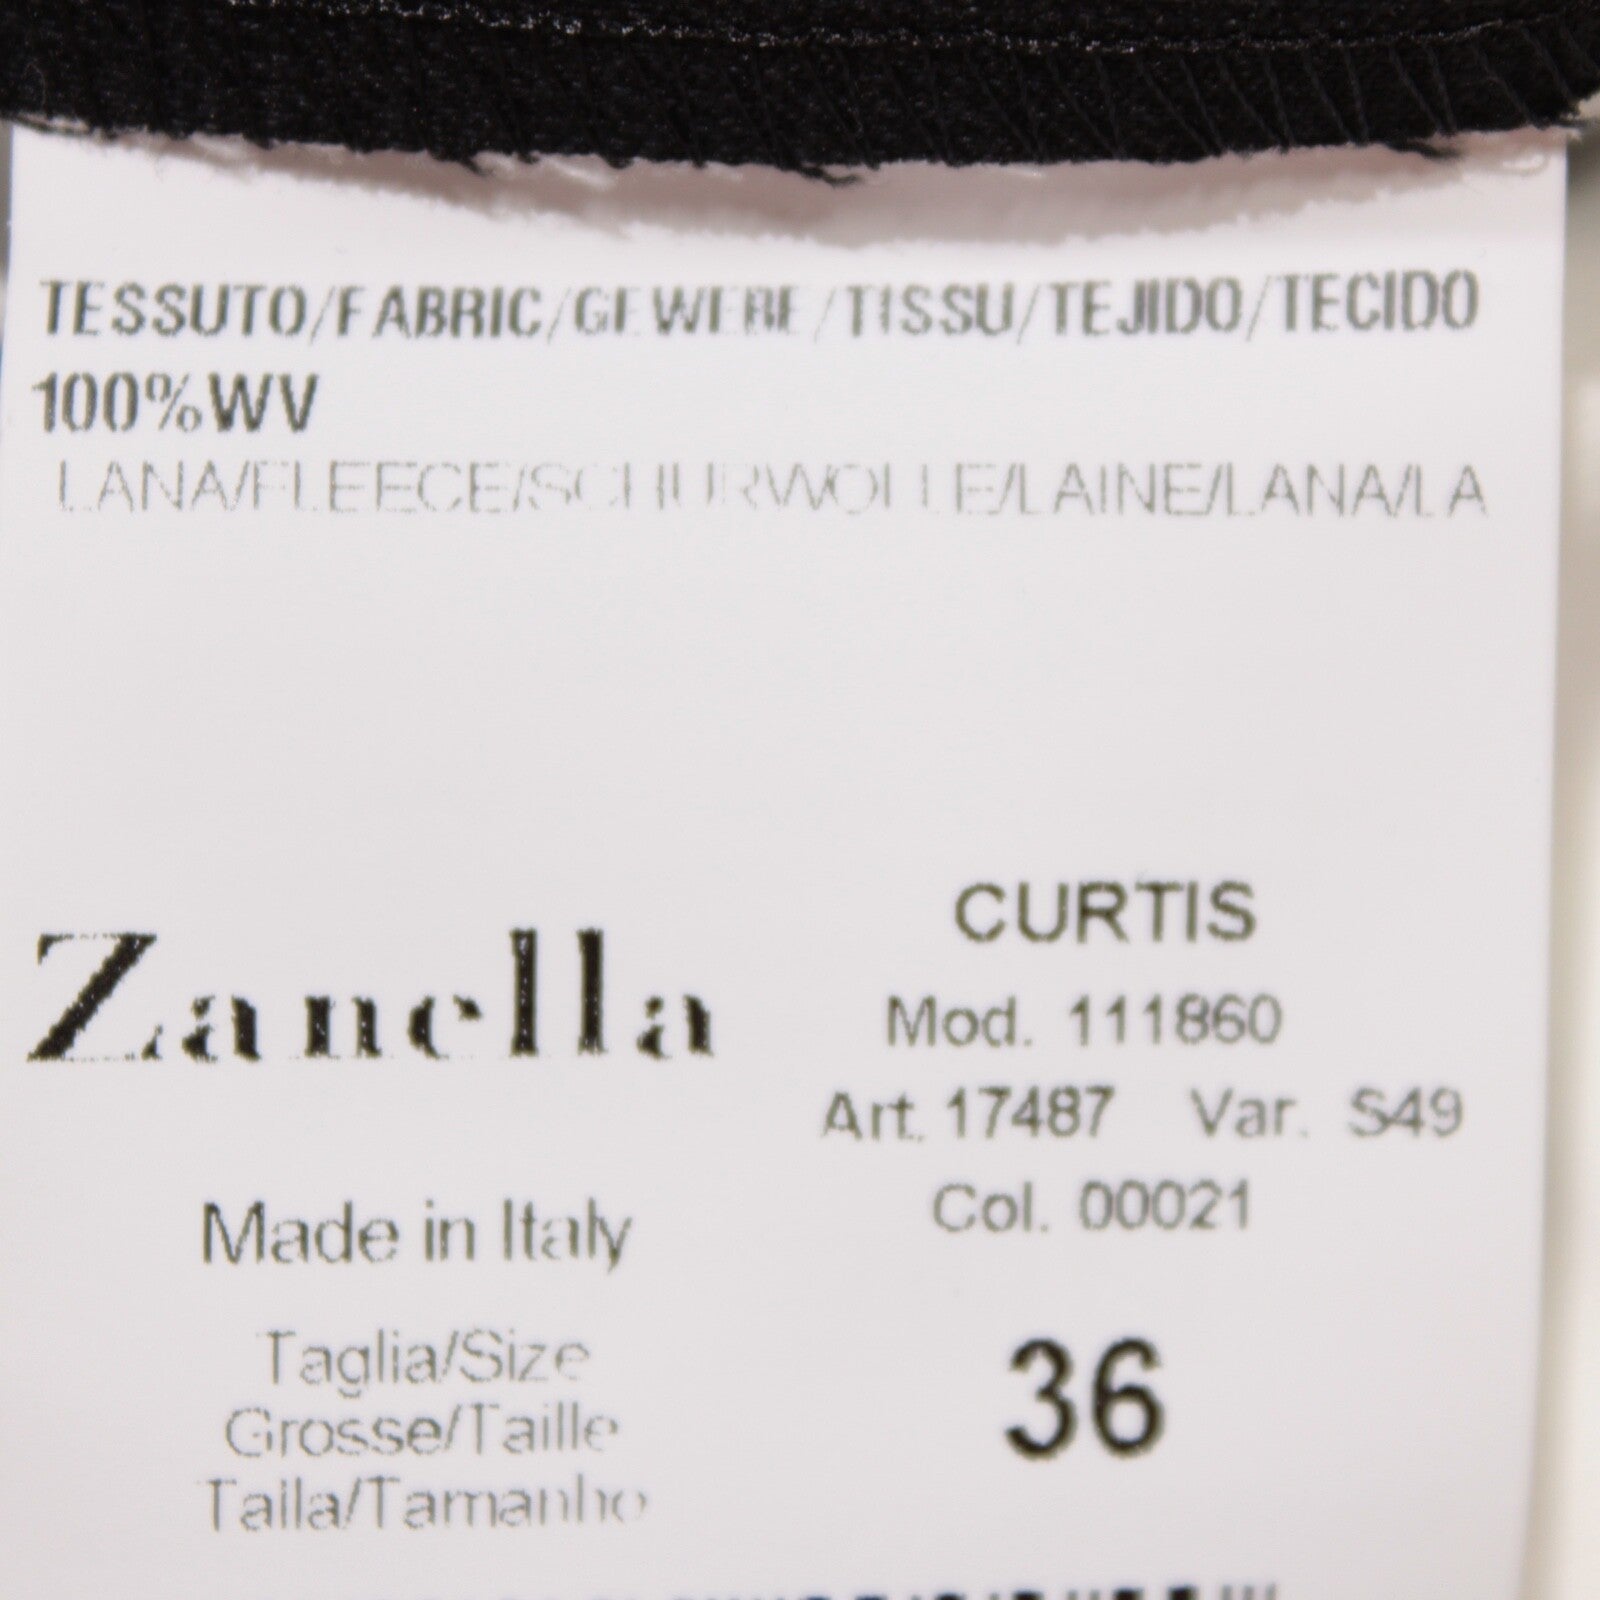 TESSUTO/FABRIC/GEWEBE/TISSU/TEJIDO/TECIDO
100%WV
LANA/FLEECE/SCHURWOLLE/LAINE/LANA/LA
Zanella
CURTIS
Mod. 111860
Art. 17487 Var. S49
Col. 00021
Made in Italy
Taglia/Size
Grosse/Taille
Talla/Tamanho
36